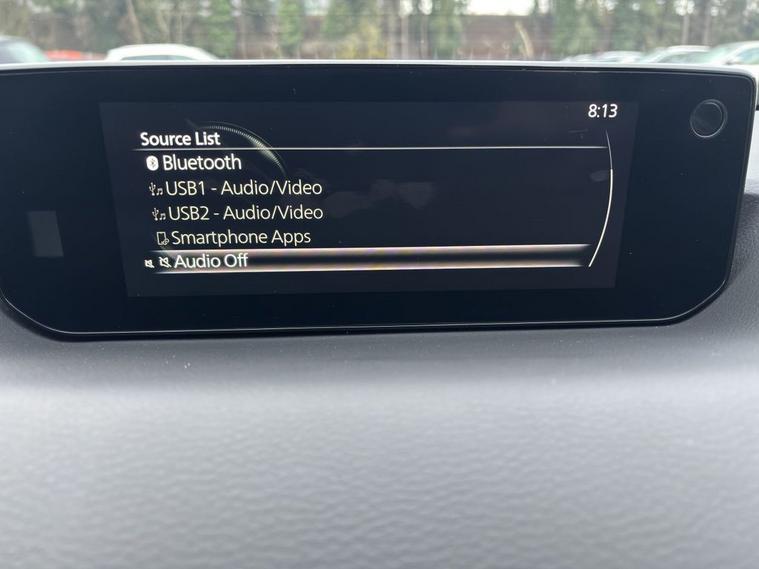 8:13
Source List
Bluetooth
USB1 - Audio/Video
USB2 - Audio/Video
Smartphone Apps
Audio Off